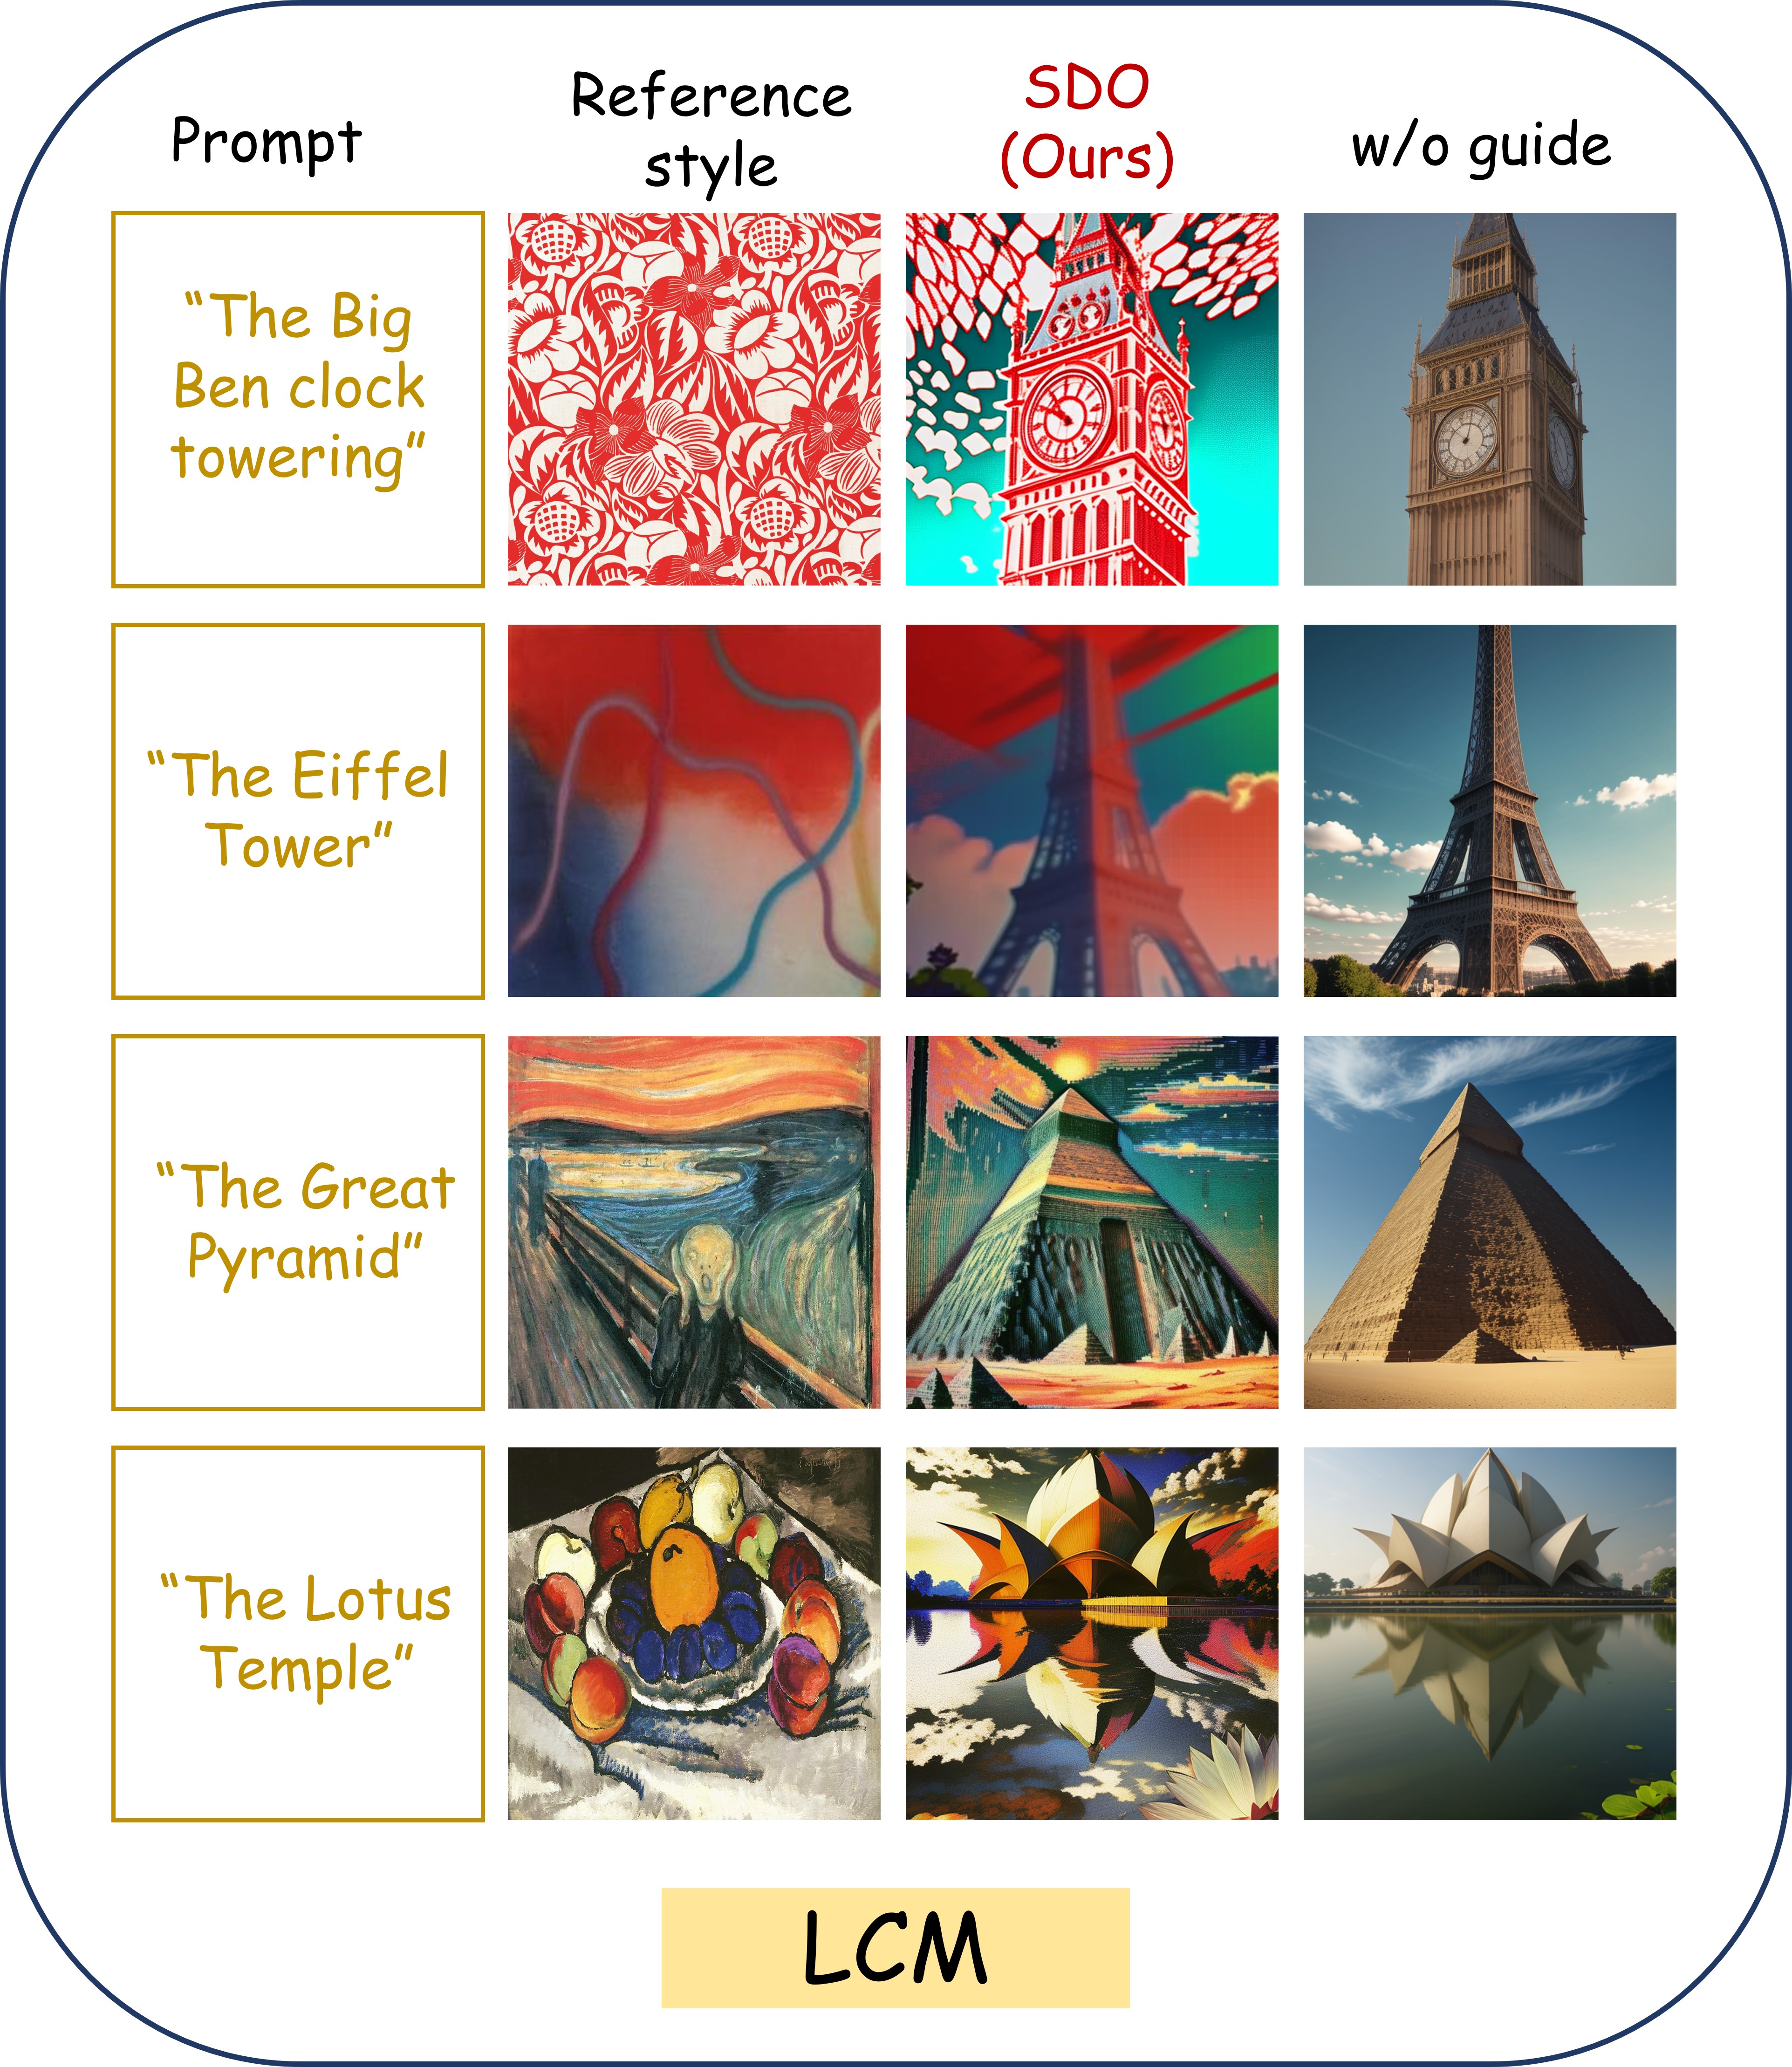 Prompt
Reference
style
SDO
(Ours)
w/o guide
“The Big
Ben clock
towering”
“The Eiffel
Tower”
“The Great
Pyramid”
“The Lotus
Temple”
LCM